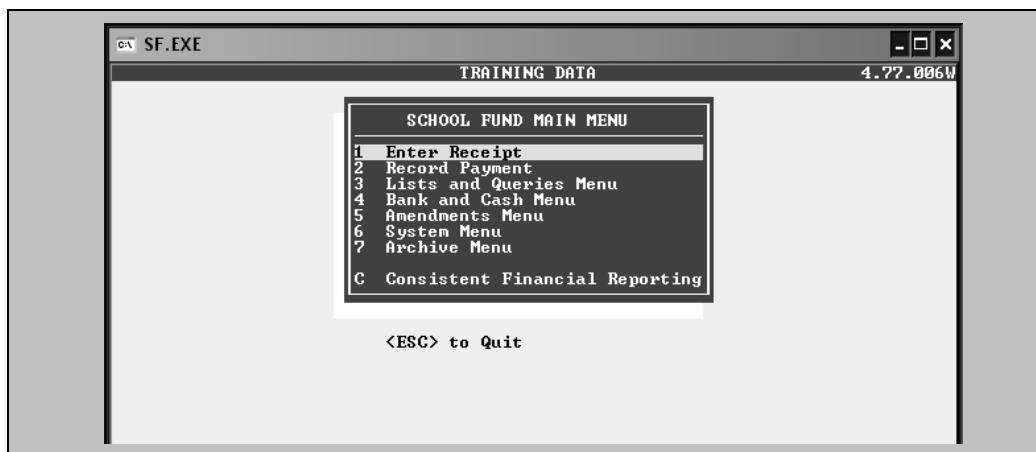 SF.EXE
TRAINING DATA 4.77.006W
SCHOOL FUND MAIN MENU
1 Enter Receipt
2 Record Payment
3 Lists and Queries Menu
4 Bank and Cash Menu
5 Amendments Menu
6 System Menu
7 Archive Menu
C Consistent Financial Reporting
<ESC> to Quit